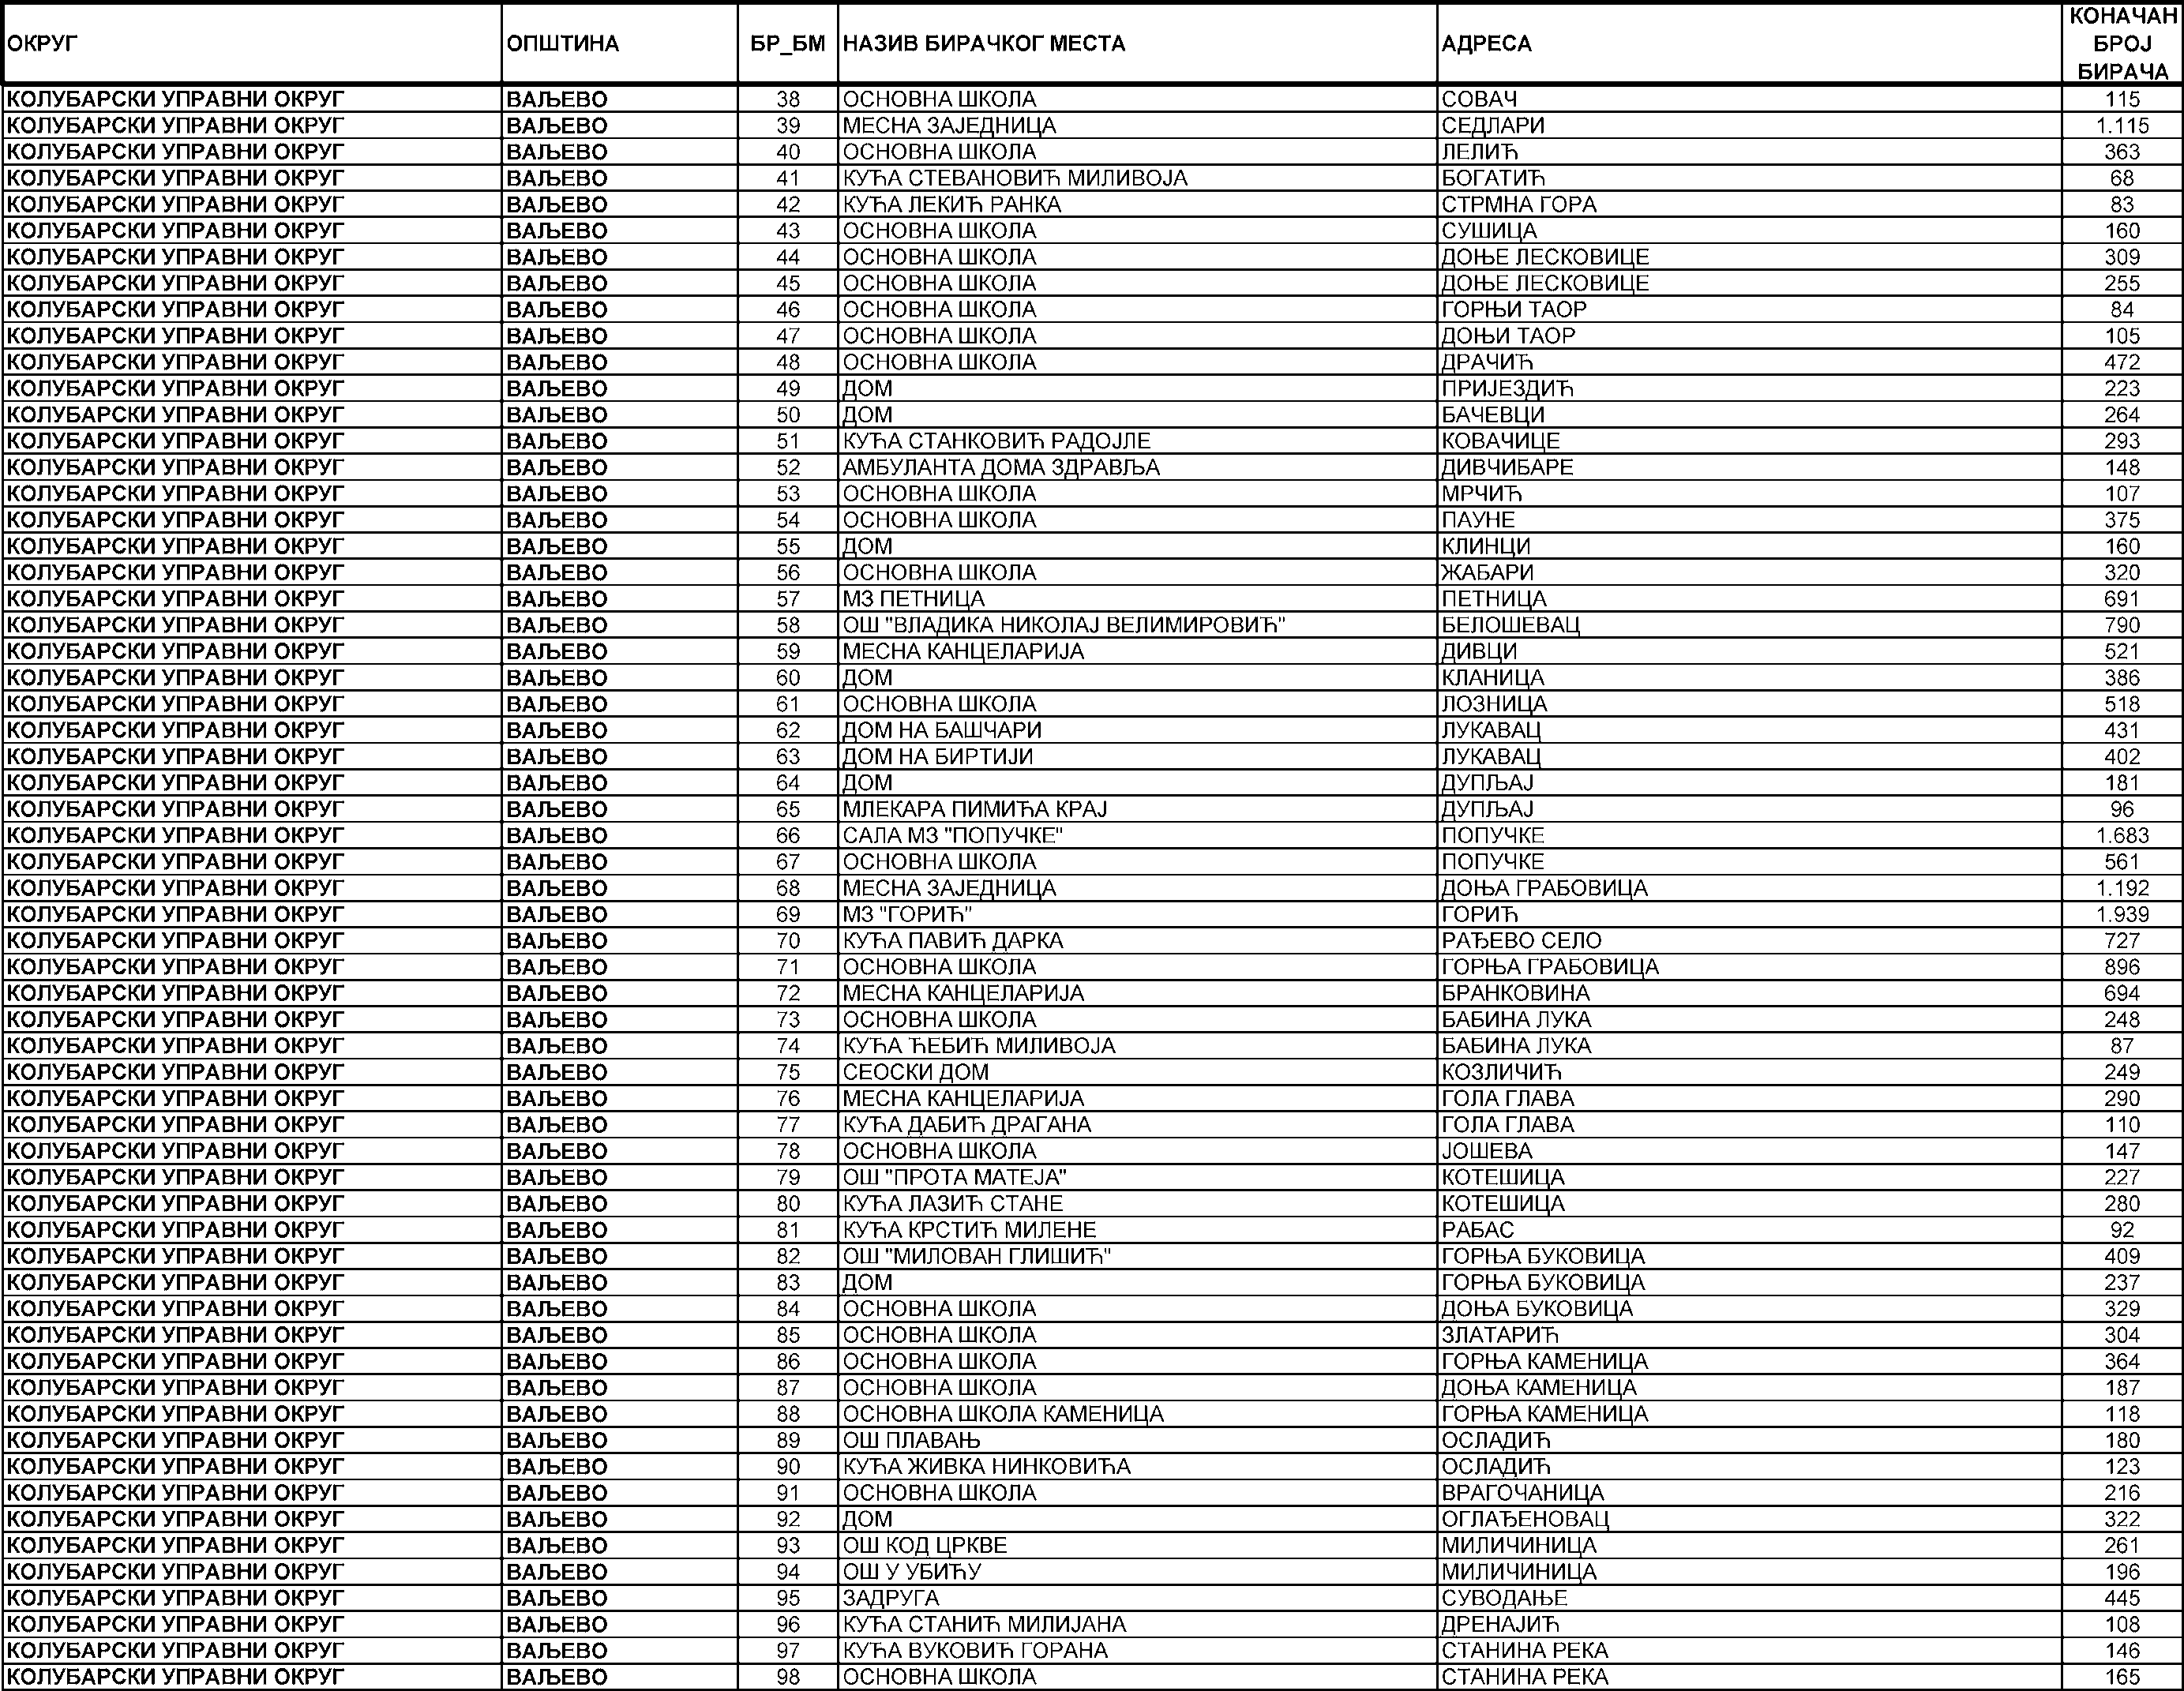 ОКРУГ ОПШТИНА БР_БМ НАЗИВ БИРАЧКОГ МЕСТА АДРЕСА КОНАЧАН БРОЈ БИРАЧА
КОЛУБАРСКИ УПРАВНИ ОКРУГ ВАЉЕВО 38 ОСНОВНА ШКОЛА СОВАЧ 115
КОЛУБАРСКИ УПРАВНИ ОКРУГ ВАЉЕВО 39 МЕСНА ЗАЈЕДНИЦА СЕДЛАРИ 1.115
КОЛУБАРСКИ УПРАВНИ ОКРУГ ВАЉЕВО 40 ОСНОВНА ШКОЛА ЛЕЛИЋ 363
КОЛУБАРСКИ УПРАВНИ ОКРУГ ВАЉЕВО 41 КУЋА СТЕВАНОВИЋ МИЛИВОЈА БОГАТИЋ 68
КОЛУБАРСКИ УПРАВНИ ОКРУГ ВАЉЕВО 42 КУЋА ЛЕКИЋ РАНКА СТРМНА ГОРА 83
КОЛУБАРСКИ УПРАВНИ ОКРУГ ВАЉЕВО 43 ОСНОВНА ШКОЛА СУШИЦА 160
КОЛУБАРСКИ УПРАВНИ ОКРУГ ВАЉЕВО 44 ОСНОВНА ШКОЛА ДОЊЕ ЛЕСКОВИЦЕ 309
КОЛУБАРСКИ УПРАВНИ ОКРУГ ВАЉЕВО 45 ОСНОВНА ШКОЛА ДОЊЕ ЛЕСКОВИЦЕ 255
КОЛУБАРСКИ УПРАВНИ ОКРУГ ВАЉЕВО 46 ОСНОВНА ШКОЛА ГОРЊИ ТАОР 84
КОЛУБАРСКИ УПРАВНИ ОКРУГ ВАЉЕВО 47 ОСНОВНА ШКОЛА ДОЊИ ТАОР 105
КОЛУБАРСКИ УПРАВНИ ОКРУГ ВАЉЕВО 48 ОСНОВНА ШКОЛА ДРАЧИЋ 472
КОЛУБАРСКИ УПРАВНИ ОКРУГ ВАЉЕВО 49 ДОМ ПРИЈЕЗДИЋ 223
КОЛУБАРСКИ УПРАВНИ ОКРУГ ВАЉЕВО 50 ДОМ БАЧЕВЦИ 264
КОЛУБАРСКИ УПРАВНИ ОКРУГ ВАЉЕВО 51 КУЋА СТАНКОВИЋ РАДОЈЛЕ КОВАЧИЦЕ 293
КОЛУБАРСКИ УПРАВНИ ОКРУГ ВАЉЕВО 52 АМБУЛАНТА ДОМА ЗДРАВЉА ДИВЧИБАРЕ 148
КОЛУБАРСКИ УПРАВНИ ОКРУГ ВАЉЕВО 53 ОСНОВНА ШКОЛА МРЧИЋ 107
КОЛУБАРСКИ УПРАВНИ ОКРУГ ВАЉЕВО 54 ОСНОВНА ШКОЛА ПАУНЕ 375
КОЛУБАРСКИ УПРАВНИ ОКРУГ ВАЉЕВО 55 ДОМ КЛИНЦИ 160
КОЛУБАРСКИ УПРАВНИ ОКРУГ ВАЉЕВО 56 ОСНОВНА ШКОЛА ЖАБАРИ 320
КОЛУБАРСКИ УПРАВНИ ОКРУГ ВАЉЕВО 57 МЗ ПЕТНИЦА ПЕТНИЦА 691
КОЛУБАРСКИ УПРАВНИ ОКРУГ ВАЉЕВО 58 ОШ "ВЛАДИКА НИКОЛАЈ ВЕЛИМИРОВИЋ" БЕЛОШЕВАЦ 790
КОЛУБАРСКИ УПРАВНИ ОКРУГ ВАЉЕВО 59 МЕСНА КАНЦЕЛАРИЈА ДИВЦИ 521
КОЛУБАРСКИ УПРАВНИ ОКРУГ ВАЉЕВО 60 ДОМ КЛАНИЦА 386
КОЛУБАРСКИ УПРАВНИ ОКРУГ ВАЉЕВО 61 ОСНОВНА ШКОЛА ЛОЗНИЦА 518
КОЛУБАРСКИ УПРАВНИ ОКРУГ ВАЉЕВО 62 ДОМ НА БАШЧАРИ ЛУКАВАЦ 431
КОЛУБАРСКИ УПРАВНИ ОКРУГ ВАЉЕВО 63 ДОМ НА БИРТИЈИ ЛУКАВАЦ 402
КОЛУБАРСКИ УПРАВНИ ОКРУГ ВАЉЕВО 64 ДОМ ДУПЉАЈ 181
КОЛУБАРСКИ УПРАВНИ ОКРУГ ВАЉЕВО 65 МЛЕКАРА ПИМИЋА КРАЈ ДУПЉАЈ 96
КОЛУБАРСКИ УПРАВНИ ОКРУГ ВАЉЕВО 66 САЛА МЗ "ПОПУЧКЕ" ПОПУЧКЕ 1.683
КОЛУБАРСКИ УПРАВНИ ОКРУГ ВАЉЕВО 67 ОСНОВНА ШКОЛА ПОПУЧКЕ 561
КОЛУБАРСКИ УПРАВНИ ОКРУГ ВАЉЕВО 68 МЕСНА ЗАЈЕДНИЦА ДОЊА ГРАБОВИЦА 1.192
КОЛУБАРСКИ УПРАВНИ ОКРУГ ВАЉЕВО 69 МЗ "ГОРИЋ" ГОРИЋ 1.939
КОЛУБАРСКИ УПРАВНИ ОКРУГ ВАЉЕВО 70 КУЋА ПАВИЋ ДАРКА РАЂЕВО СЕЛО 727
КОЛУБАРСКИ УПРАВНИ ОКРУГ ВАЉЕВО 71 ОСНОВНА ШКОЛА ГОРЊА ГРАБОВИЦА 896
КОЛУБАРСКИ УПРАВНИ ОКРУГ ВАЉЕВО 72 МЕСНА КАНЦЕЛАРИЈА БРАНКОВИНА 694
КОЛУБАРСКИ УПРАВНИ ОКРУГ ВАЉЕВО 73 ОСНОВНА ШКОЛА БАБИНА ЛУКА 248
КОЛУБАРСКИ УПРАВНИ ОКРУГ ВАЉЕВО 74 КУЋА ЋЕБИЋ МИЛИВОЈА БАБИНА ЛУКА 87
КОЛУБАРСКИ УПРАВНИ ОКРУГ ВАЉЕВО 75 СЕОСКИ ДОМ КОЗЛИЧИЋ 249
КОЛУБАРСКИ УПРАВНИ ОКРУГ ВАЉЕВО 76 МЕСНА КАНЦЕЛАРИЈА ГОЛА ГЛАВА 290
КОЛУБАРСКИ УПРАВНИ ОКРУГ ВАЉЕВО 77 КУЋА ДАБИЋ ДРАГАНА ГОЛА ГЛАВА 110
КОЛУБАРСКИ УПРАВНИ ОКРУГ ВАЉЕВО 78 ОСНОВНА ШКОЛА ЈОШЕВА 147
КОЛУБАРСКИ УПРАВНИ ОКРУГ ВАЉЕВО 79 ОШ "ПРОТА МАТЕЈА" КОТЕШИЦА 227
КОЛУБАРСКИ УПРАВНИ ОКРУГ ВАЉЕВО 80 КУЋА ЛАЗИЋ СТАНЕ КОТЕШИЦА 280
КОЛУБАРСКИ УПРАВНИ ОКРУГ ВАЉЕВО 81 КУЋА КРСТИЋ МИЛЕНЕ РАБАС 92
КОЛУБАРСКИ УПРАВНИ ОКРУГ ВАЉЕВО 82 ОШ "МИЛОВАН ГЛИШИЋ" ГОРЊА БУКОВИЦА 409
КОЛУБАРСКИ УПРАВНИ ОКРУГ ВАЉЕВО 83 ДОМ ГОРЊА БУКОВИЦА 237
КОЛУБАРСКИ УПРАВНИ ОКРУГ ВАЉЕВО 84 ОСНОВНА ШКОЛА ДОЊА БУКОВИЦА 329
КОЛУБАРСКИ УПРАВНИ ОКРУГ ВАЉЕВО 85 ОСНОВНА ШКОЛА ЗЛАТАРИЋ 304
КОЛУБАРСКИ УПРАВНИ ОКРУГ ВАЉЕВО 86 ОСНОВНА ШКОЛА ГОРЊА КАМЕНИЦА 364
КОЛУБАРСКИ УПРАВНИ ОКРУГ ВАЉЕВО 87 ОСНОВНА ШКОЛА ДОЊА КАМЕНИЦА 187
КОЛУБАРСКИ УПРАВНИ ОКРУГ ВАЉЕВО 88 ОСНОВНА ШКОЛА КАМЕНИЦА ГОРЊА КАМЕНИЦА 118
КОЛУБАРСКИ УПРАВНИ ОКРУГ ВАЉЕВО 89 ОШ ПЛАВАЊ ОСЛАДИЋ 180
КОЛУБАРСКИ УПРАВНИ ОКРУГ ВАЉЕВО 90 КУЋА ЖИВКА НИНКОВИЋА ОСЛАДИЋ 123
КОЛУБАРСКИ УПРАВНИ ОКРУГ ВАЉЕВО 91 ОСНОВНА ШКОЛА ВРАГОЧАНИЦА 216
КОЛУБАРСКИ УПРАВНИ ОКРУГ ВАЉЕВО 92 ДОМ ОГЛАЂЕНОВАЦ 322
КОЛУБАРСКИ УПРАВНИ ОКРУГ ВАЉЕВО 93 ОШ КОД ЦРКВЕ МИЛИЧИНИЦА 261
КОЛУБАРСКИ УПРАВНИ ОКРУГ ВАЉЕВО 94 ОШ У УБИЋУ МИЛИЧИНИЦА 196
КОЛУБАРСКИ УПРАВНИ ОКРУГ ВАЉЕВО 95 ЗАДРУГА СУВОДАЊЕ 445
КОЛУБАРСКИ УПРАВНИ ОКРУГ ВАЉЕВО 96 КУЋА СТАНИЋ МИЛИЈАНА ДРЕНАЈИЋ 108
КОЛУБАРСКИ УПРАВНИ ОКРУГ ВАЉЕВО 97 КУЋА ВУКОВИЋ ГОРАНА СТАНИНА РЕКА 146
КОЛУБАРСКИ УПРАВНИ ОКРУГ ВАЉЕВО 98 ОСНОВНА ШКОЛА СТАНИНА РЕКА 165